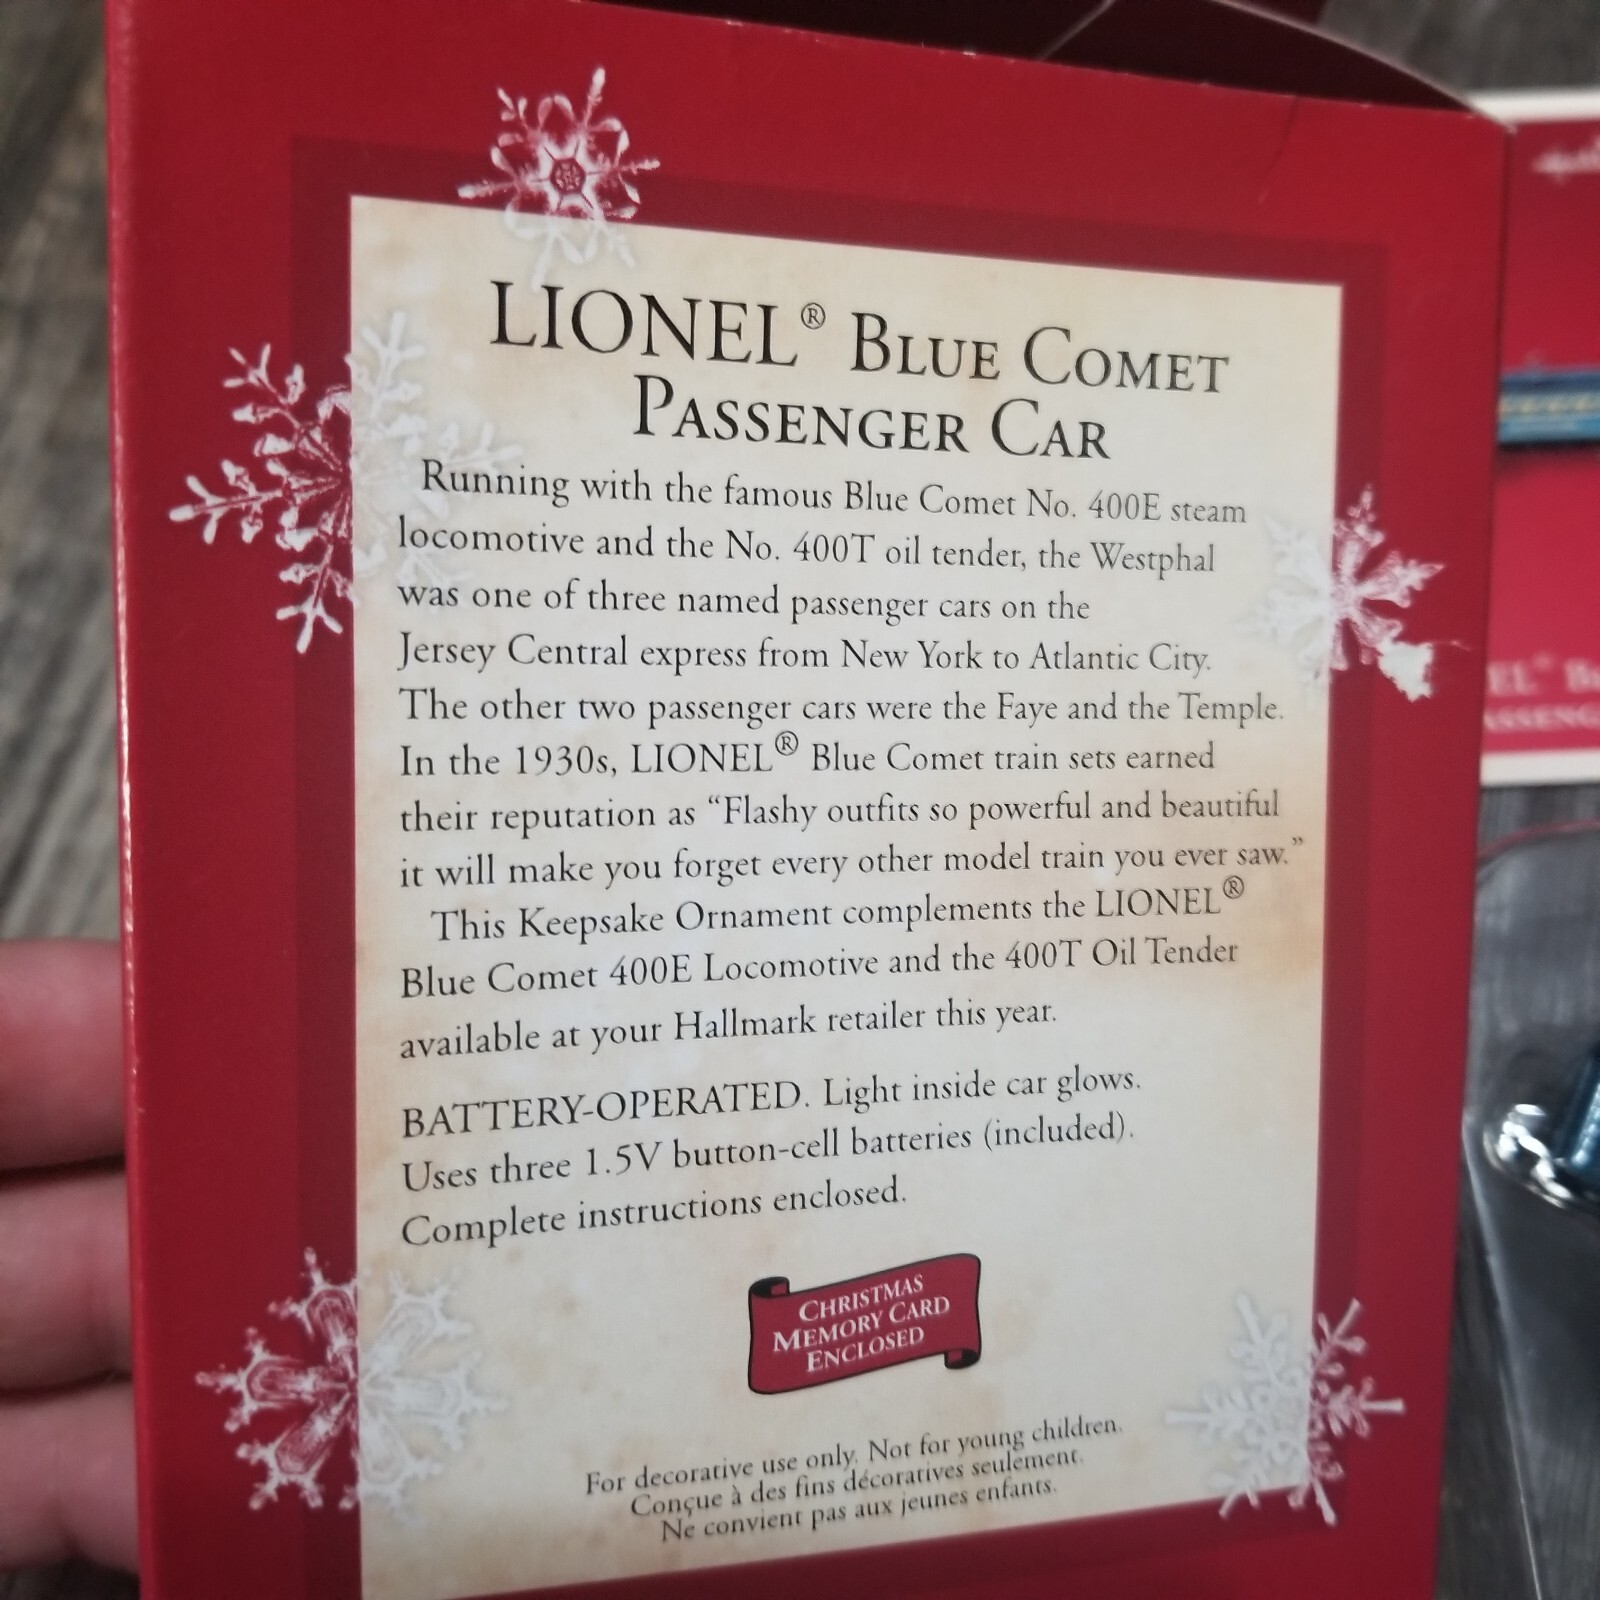 LIONEL® BLUE COMET
PASSENGER CAR
Running with the famous Blue Comet No. 400E steam
locomotive and the No. 400T oil tender, the Westphal
was one of three named passenger cars on the
Jersey Central express from New York to Atlantic City.
The other two passenger cars were the Faye and the Temple.
In the 1930s, LIONEL® Blue Comet train sets earned
their reputation as “Flashy outfits so powerful and beautiful
it will make you forget every other model train you ever saw.”
This Keepsake Ornament complements the LIONEL®
Blue Comet 400E Locomotive and the 400T Oil Tender
available at your Hallmark retailer this year.
BATTERY-OPERATED. Light inside car glows.
Uses three 1.5V button-cell batteries (included).
Complete instructions enclosed.
CHRISTMAS
MEMORY CARD
ENCLOSED
For decorative use only. Not for young children.
Conçue à des fins décoratives seulement.
Ne convient pas aux jeunes enfants.